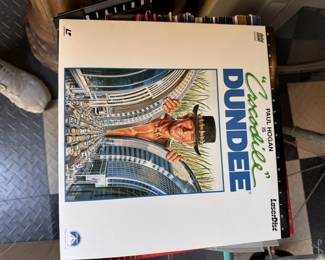 PAUL HOGAN
IS
"Crocodile"
DUNDEE
LaserDisc